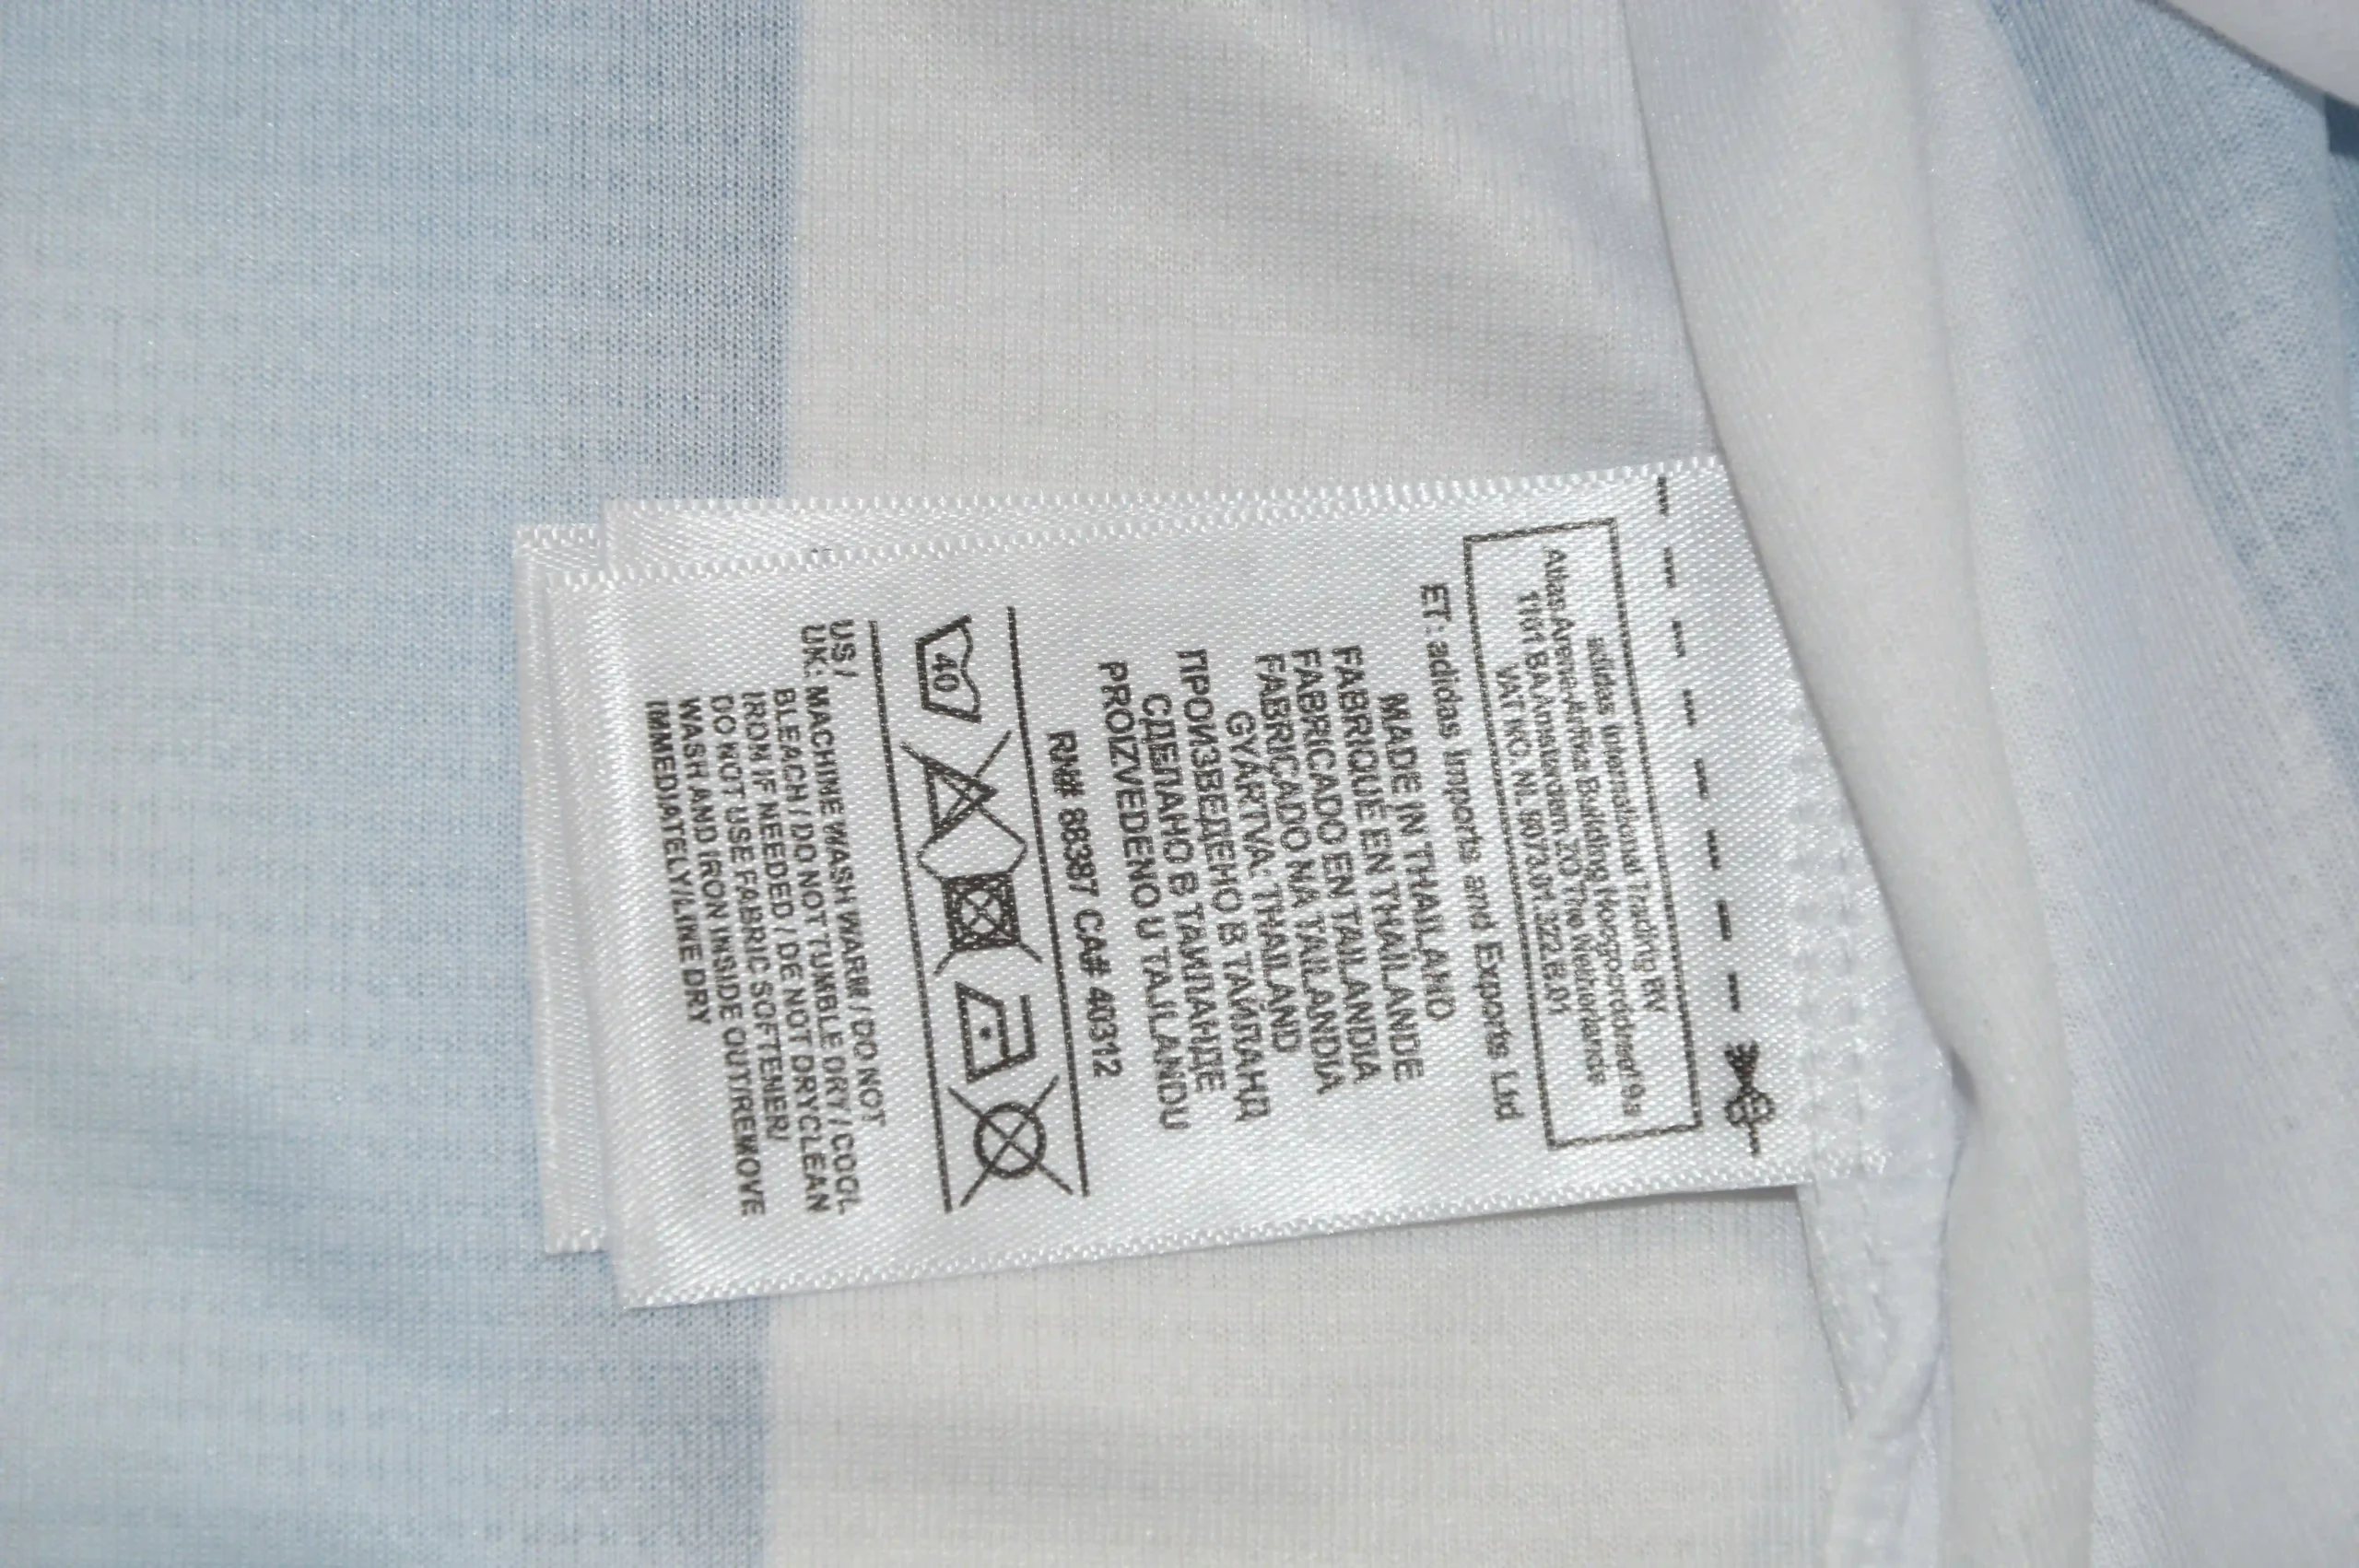 adidas International Trading BV
Atlas Arena-Afrika Building Hoogoorddreef 9a
1101 BA Amsterdam ZO The Netherlands
VAT NO. NL 8073.01.322.B.01
ET: adidas Imports and Exports Ltd
MADE IN THAILAND
FABRIQUÉ EN THAÏLANDE
FABRICADO EN TAILANDIA
FABRICADO NA TAILANDIA
GYÁRTVA: THAILAND
ПРОИЗВЕДЕНО В ТАЙЛАНД
СДЕЛАНО В ТАИЛАНДЕ
PROIZVEDENO U TAJLANDU
RN# 88387 CA# 40312
40
US /
UK: MACHINE WASH WARM / DO NOT
BLEACH / DO NOT TUMBLE DRY / COOL
IRON IF NEEDED / DE NOT DRYCLEAN
DO NOT USE FABRIC SOFTENER/
WASH AND IRON INSIDE OUT/REMOVE
IMMEDIATELY/LINE DRY